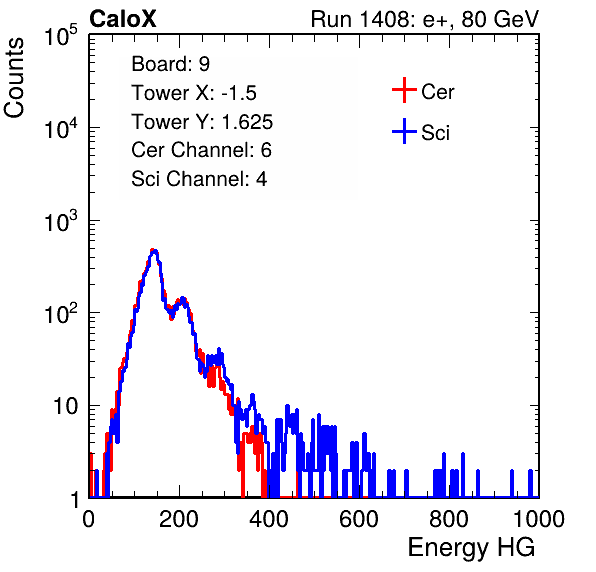 CaloX Run 1408: e+, 80 GeV
Counts
10^5
10^4
10^3
10^2
10
1
Board: 9
Tower X: -1.5
Tower Y: 1.625
Cer Channel: 6
Sci Channel: 4
Cer
Sci
0 200 400 600 800 1000
Energy HG